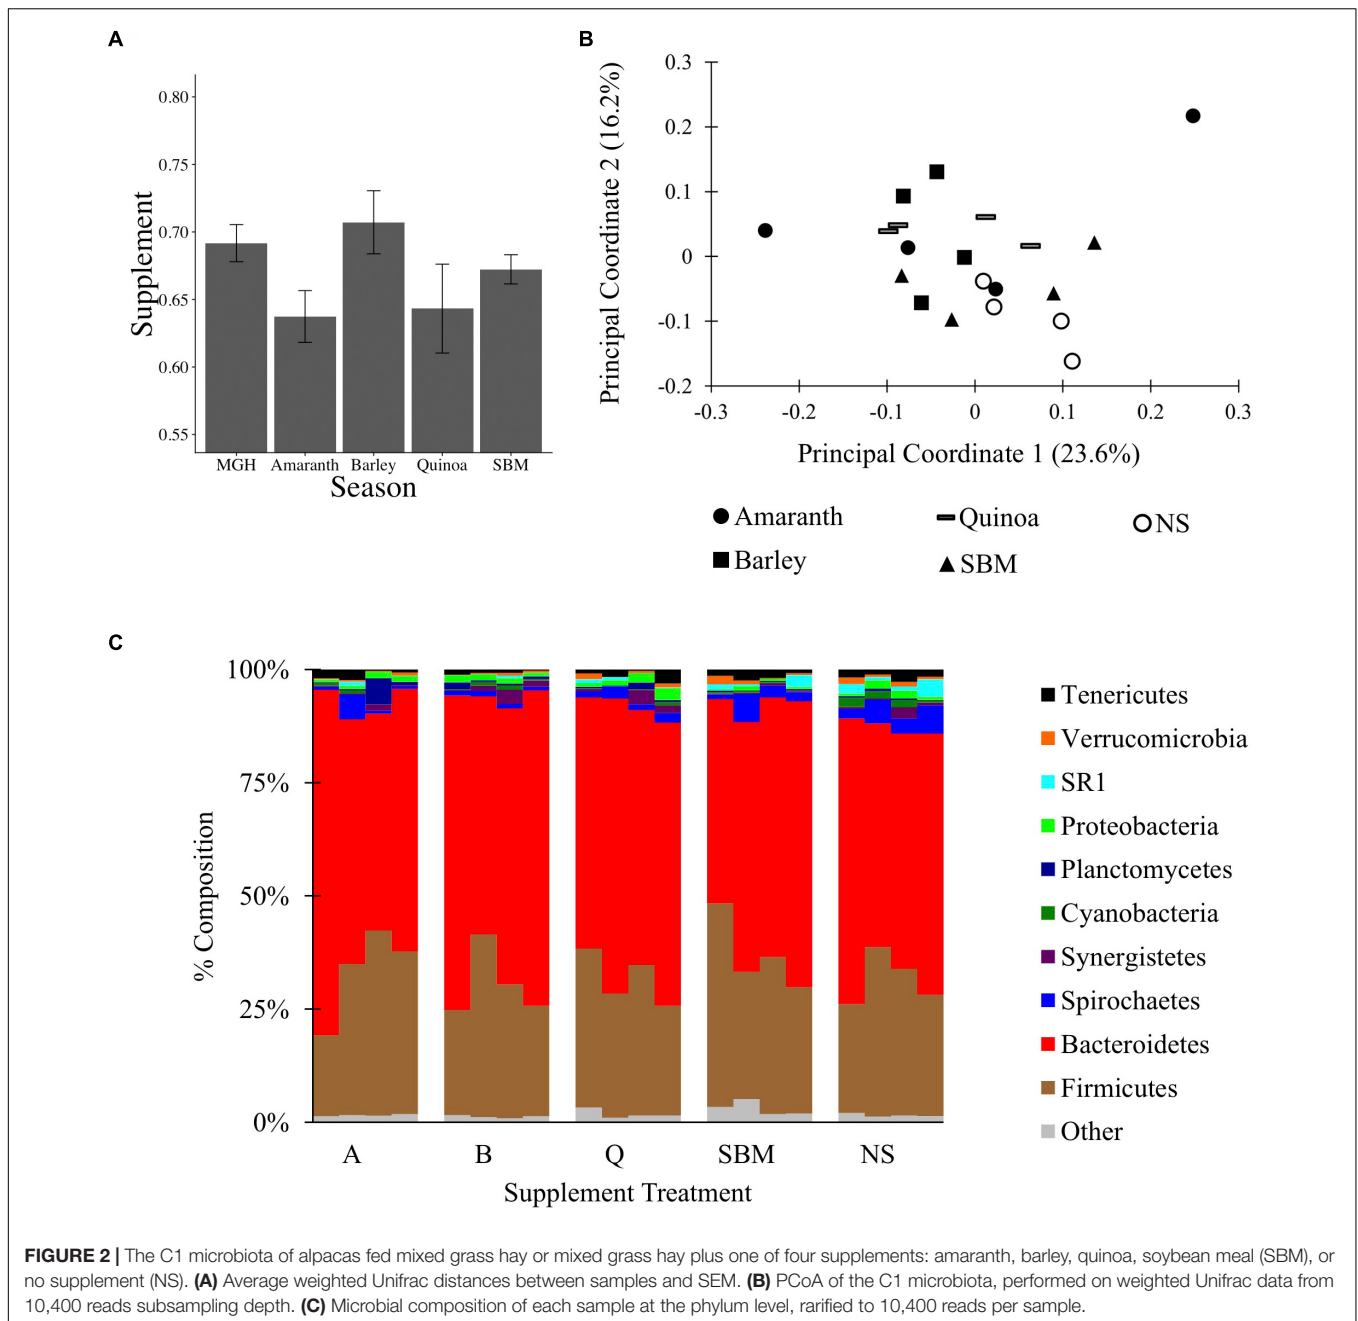 A
0.80
0.75
0.70
0.65
0.60
0.55
Supplement
MGH Amaranth Barley Quinoa SBM
Season
B
0.3
0.2
0.1
0
-0.1
-0.2
Principal Coordinate 2 (16.2%)
-0.3 -0.2 -0.1 0 0.1 0.2 0.3
Principal Coordinate 1 (23.6%)
Amaranth Quinoa NS
Barley SBM
C
100%
75%
50%
25%
0%
% Composition
A B Q SBM NS
Supplement Treatment
Tenericutes
Verrucomicrobia
SR1
Proteobacteria
Planctomycetes
Cyanobacteria
Synergistetes
Spirochaetes
Bacteroidetes
Firmicutes
Other
FIGURE 2 | The C1 microbiota of alpacas fed mixed grass hay or mixed grass hay plus one of four supplements: amaranth, barley, quinoa, soybean meal (SBM), or
no supplement (NS). (A) Average weighted Unifrac distances between samples and SEM. (B) PCoA of the C1 microbiota, performed on weighted Unifrac data from
10,400 reads subsampling depth. (C) Microbial composition of each sample at the phylum level, rarified to 10,400 reads per sample.